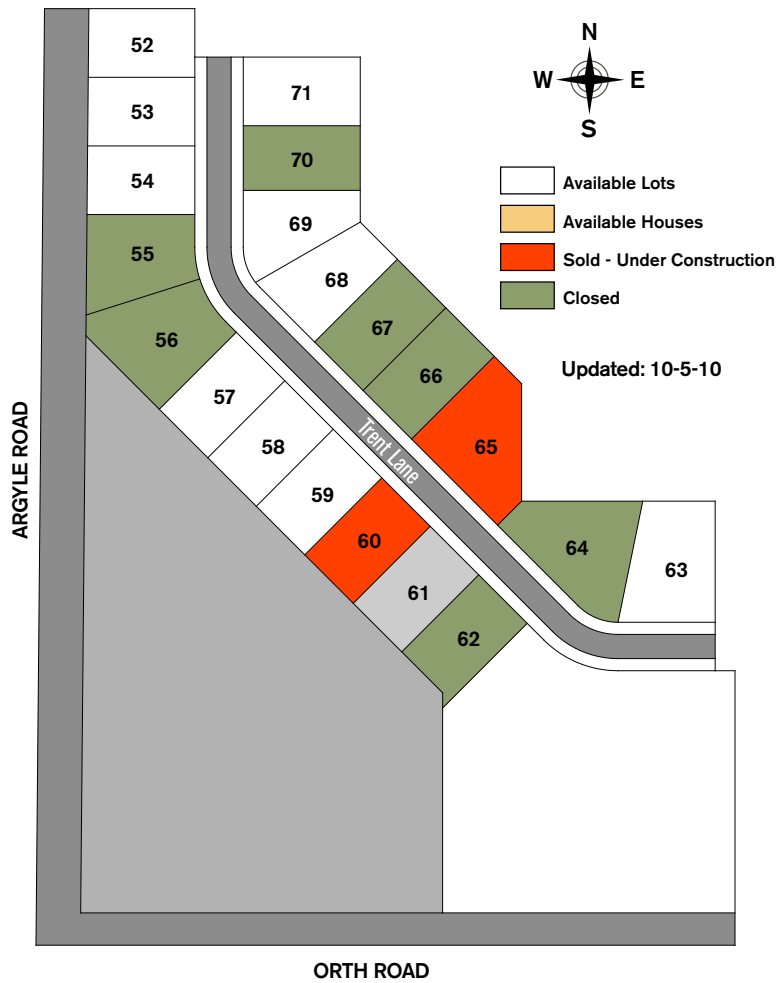 52
53
54
55
56
57
58
59
60
61
62
71
70
69
68
67
66
65
64
63
Trent Lane
ARGYLE ROAD
ORTH ROAD
N
W
E
S
Available Lots
Available Houses
Sold - Under Construction
Closed
Updated: 10-5-10